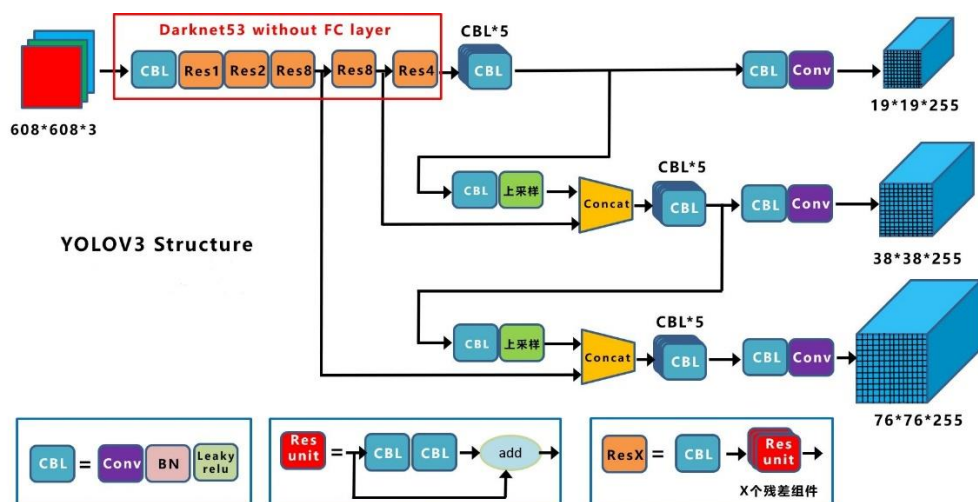 Darknet53 without FC layer
CBL*5
CBL
Res1
Res2
Res8
Res8
Res4
CBL
CBL
Conv
608*608*3
19*19*255
CBL*5
CBL
上采样
Concat
CBL
CBL
Conv
YOLOV3 Structure
38*38*255
CBL*5
CBL
上采样
Concat
CBL
CBL
Conv
76*76*255
CBL = Conv BN Leaky relu
Res unit = CBL CBL add
ResX = CBL Res unit
X个残差组件